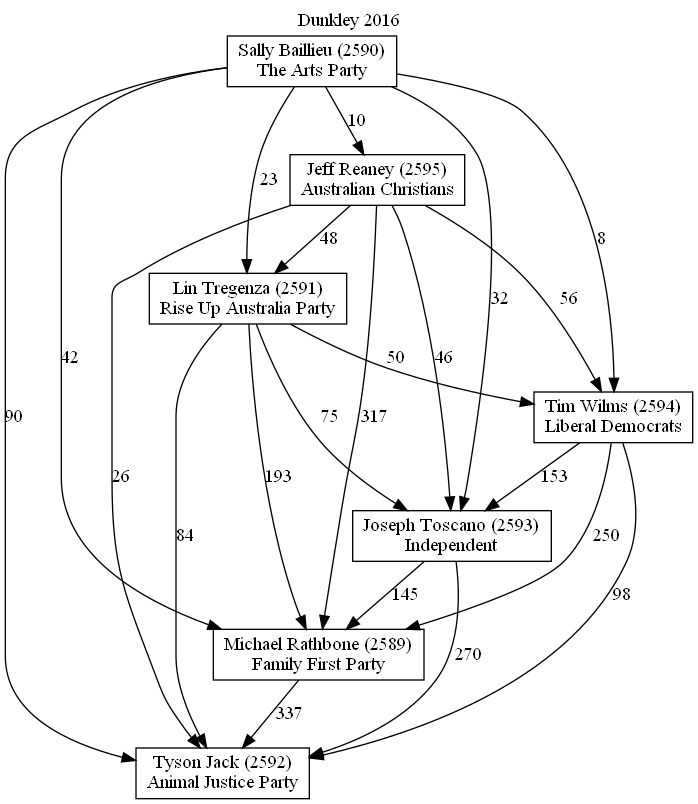 Dunkley 2016
Sally Baillieu (2590)
The Arts Party
10
Jeff Reaney (2595)
Australian Christians
23
8
48
Lin Tregenza (2591)
Rise Up Australia Party
32
56
42
50
46
90
Tim Wilms (2594)
Liberal Democrats
75
317
26
193
153
Joseph Toscano (2593)
Independent
84
250
145
98
Michael Rathbone (2589)
Family First Party
270
337
Tyson Jack (2592)
Animal Justice Party